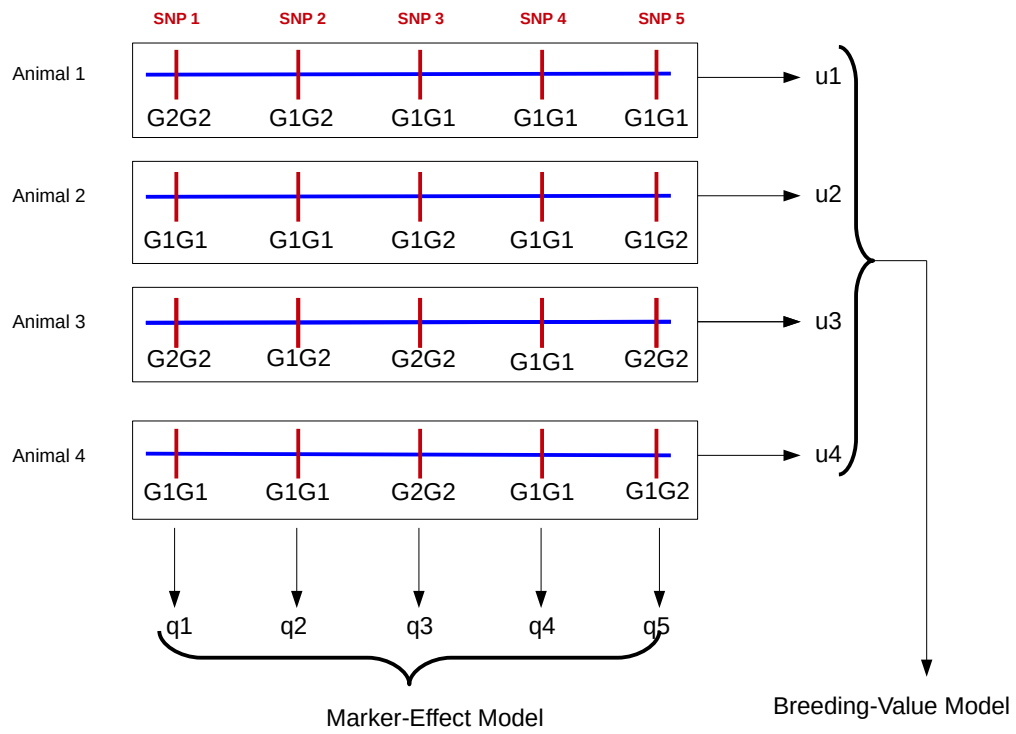 SNP 1 SNP 2 SNP 3 SNP 4 SNP 5
Animal 1 u1
G2G2 G1G2 G1G1 G1G1 G1G1
Animal 2 u2
G1G1 G1G1 G1G2 G1G1 G1G2
Animal 3 u3
G2G2 G1G2 G2G2 G1G1 G2G2
Animal 4 u4
G1G1 G1G1 G2G2 G1G1 G1G2
q1 q2 q3 q4 q5
Marker-Effect Model
Breeding-Value Model